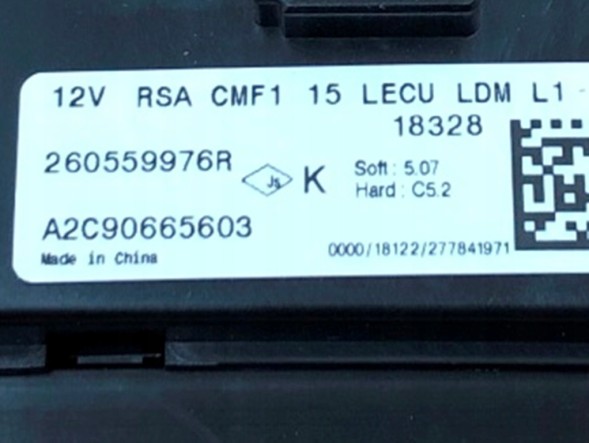 12V RSA CMF1 15 LECU LDM L1 -
18328
260559976R
Js K
Soft : 5.07
Hard : C5.2
A2C90665603
Made in China
0000/18122/277841971